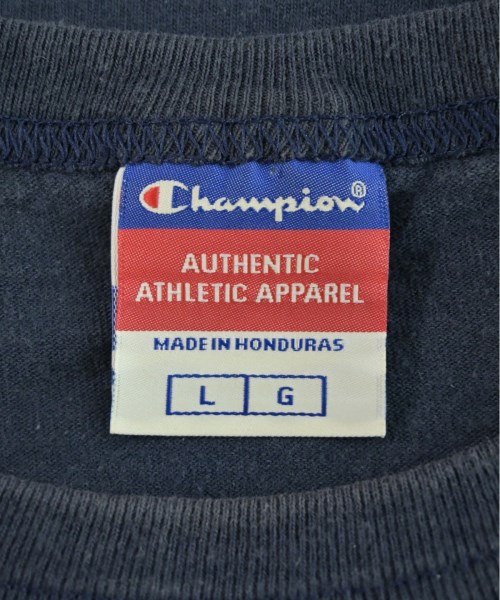 Champion®
AUTHENTIC
ATHLETIC APPAREL
MADE IN HONDURAS
L G